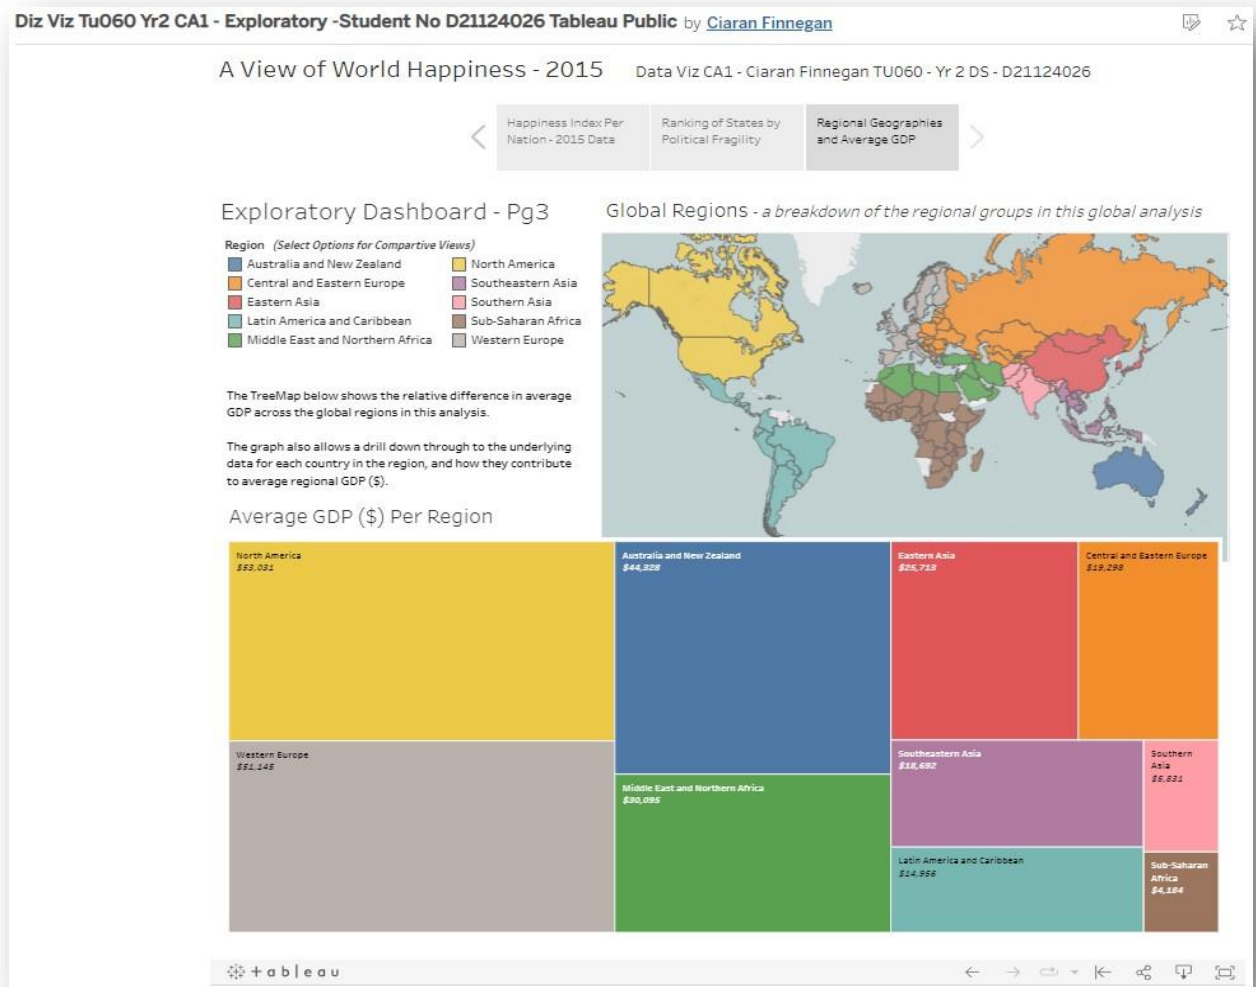 Diz Viz Tu060 Yr2 CA1 - Exploratory -Student No D21124026 Tableau Public by Ciaran Finnegan
A View of World Happiness - 2015
Data Viz CA1 - Ciaran Finnegan TU060 - Yr 2 DS - D21124026
Happiness Index Per
Nation - 2015 Data
Ranking of States by
Political Fragility
Regional Geographies
and Average GDP
Exploratory Dashboard - Pg3
Global Regions - a breakdown of the regional groups in this global analysis
Region (Select Options for Compartive Views)
Australia and New Zealand
Central and Eastern Europe
Eastern Asia
Latin America and Caribbean
Middle East and Northern Africa
North America
Southeastern Asia
Southern Asia
Sub-Saharan Africa
Western Europe
The TreeMap below shows the relative difference in average
GDP across the global regions in this analysis.
The graph also allows a drill down through to the underlying
data for each country in the region, and how they contribute
to average regional GDP ($).
Average GDP ($) Per Region
North America
$53,031
Australia and New Zealand
$44,328
Eastern Asia
$25,713
Central and Eastern Europe
$19,298
Western Europe
$51,145
Middle East and Northern Africa
$30,095
Southeastern Asia
$18,692
Southern
Asia
$5,831
Latin America and Caribbean
$14,956
Sub-Saharan
Africa
$4,184
+ableau